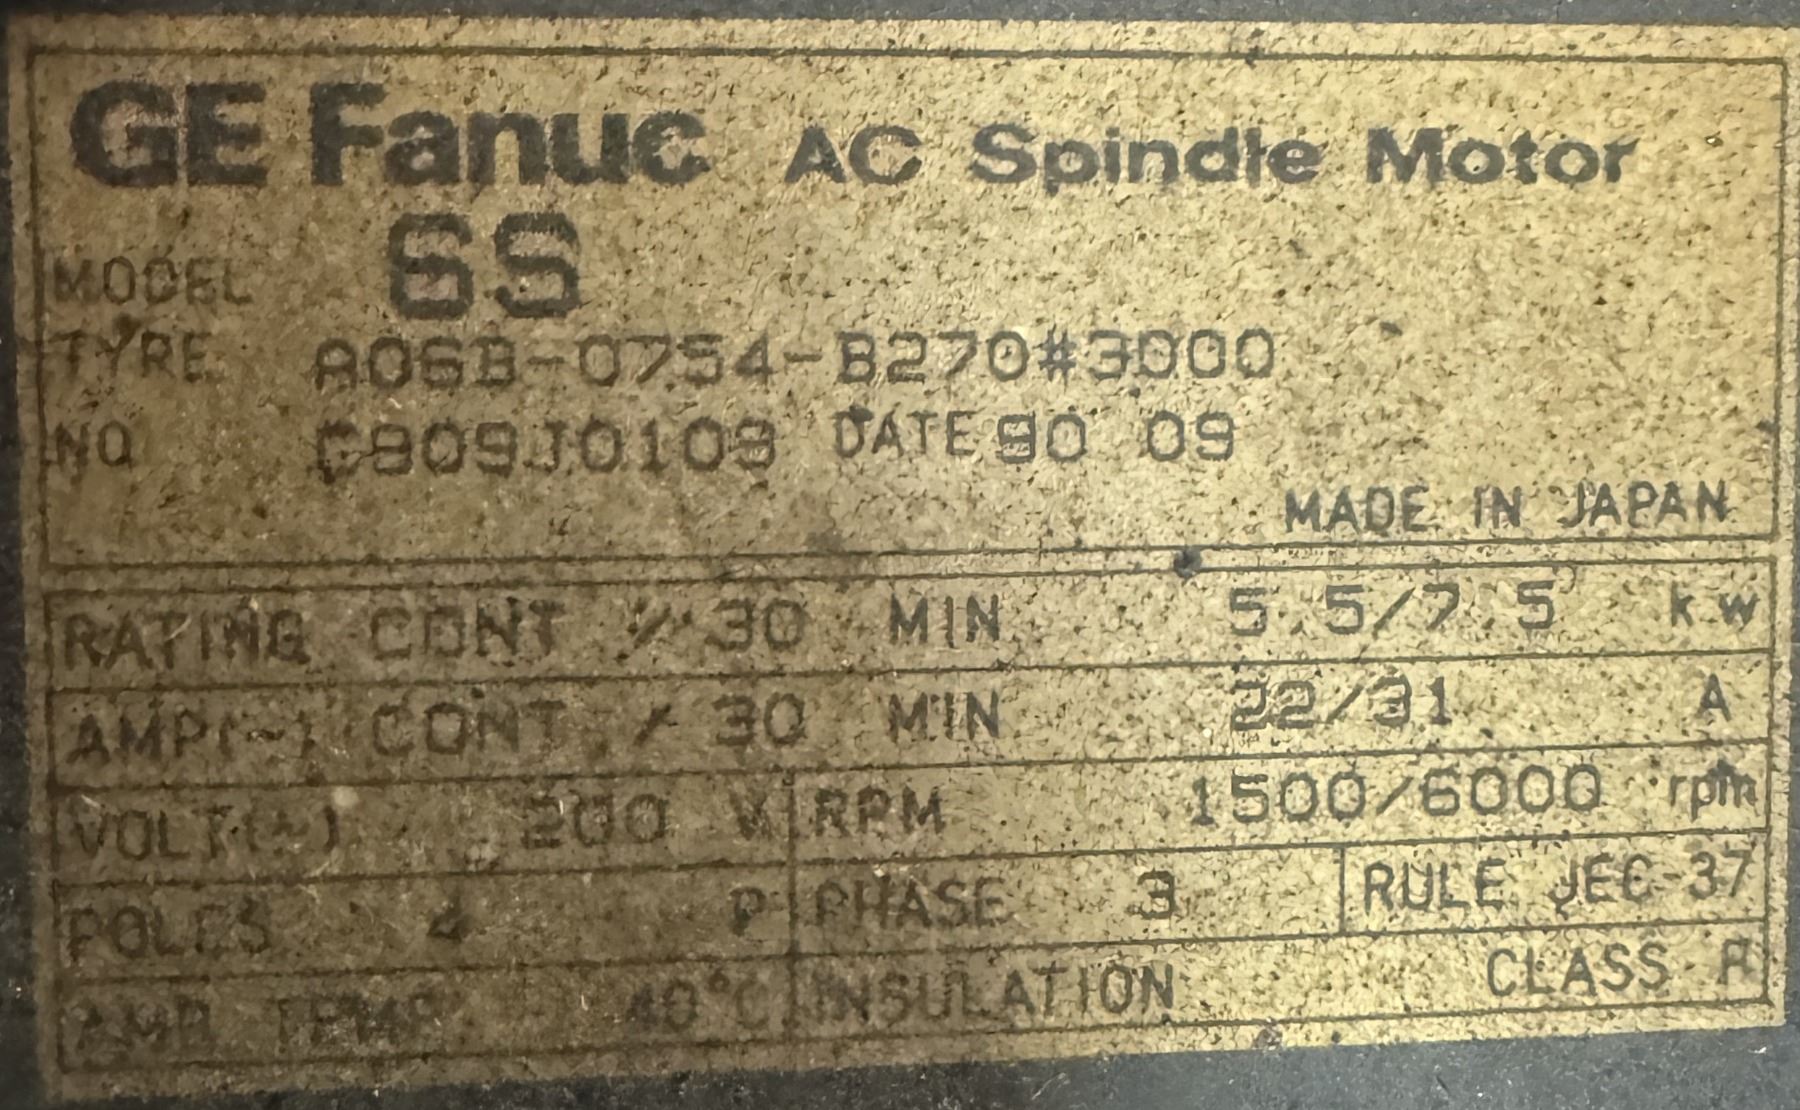 GE Fanuc AC Spindle Motor
MODEL 6S
TYPE A06B-0754-B270#3000
NO C909J0109 DATE 90 09
MADE IN JAPAN
RATING CONT / 30 MIN 5.5/7.5 kw
AMP(~) CONT / 30 MIN 22/31 A
VOLT(~) 200 V RPM 1500/6000 rpm
POLES 4 P PHASE 3 RULE JEC-37
AMB TEMP 40°C INSULATION CLASS